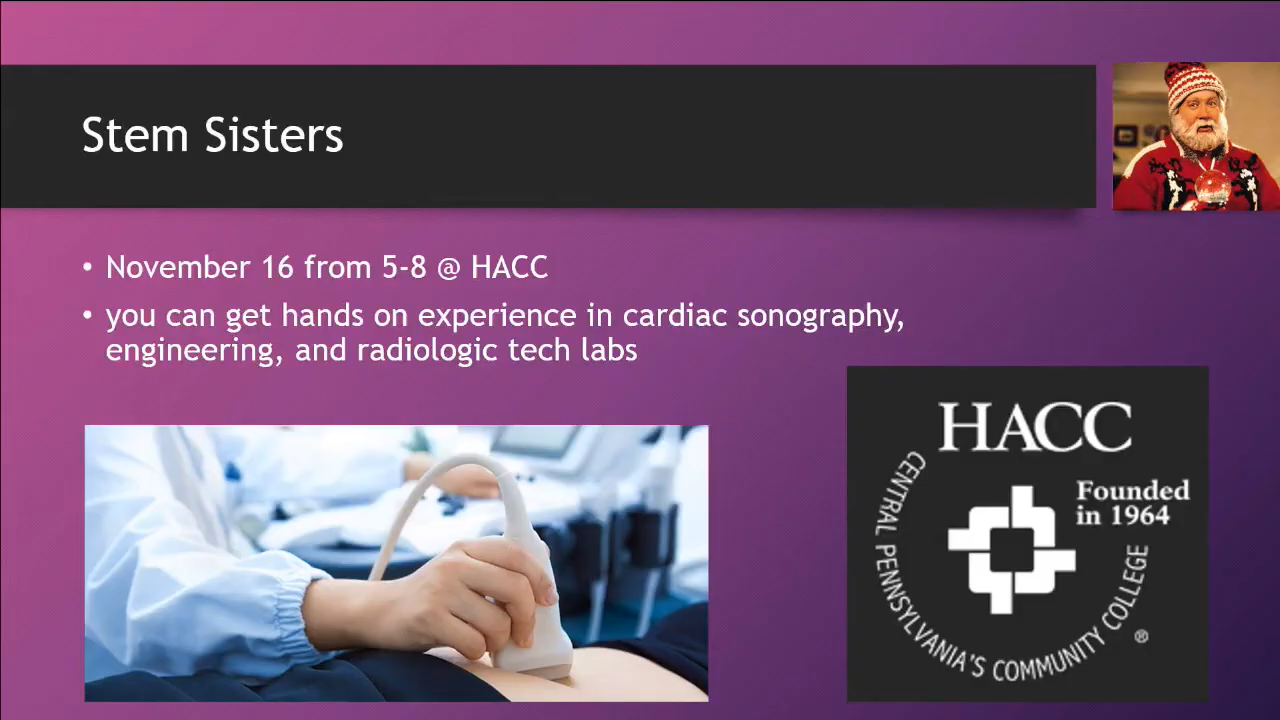 Stem Sisters
• November 16 from 5-8 @ HACC
• you can get hands on experience in cardiac sonography,
engineering, and radiologic tech labs
HACC
Founded
in 1964
CENTRAL PENNSYLVANIA'S COMMUNITY COLLEGE
®